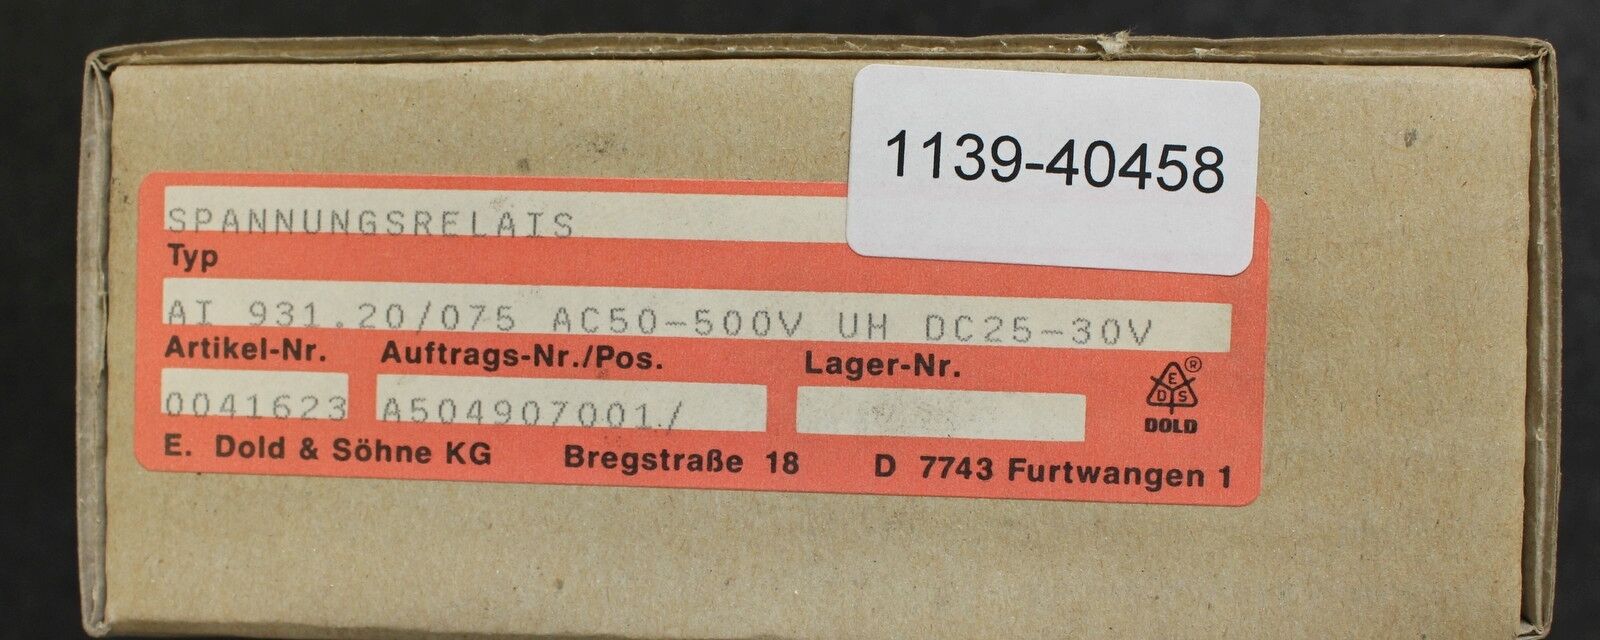 1139-40458
SPANNUNGSRELAIS
Typ
AI 931.20/075 AC50-500V UH DC25-30V
Artikel-Nr. Auftrags-Nr./Pos. Lager-Nr.
0041623 A504907001/
E D S ®
DOLD
E. Dold & Söhne KG Bregstraße 18 D 7743 Furtwangen 1